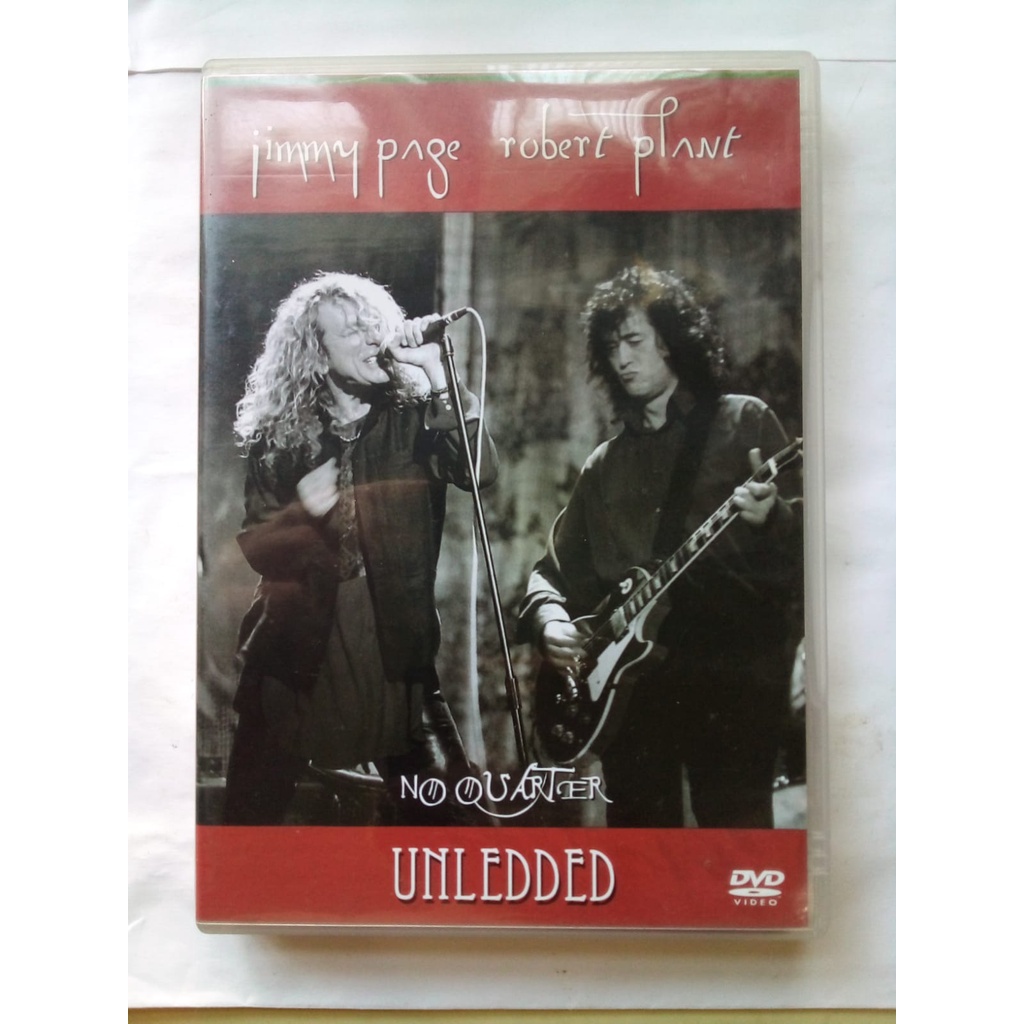 jimmy page robert plant
NO QUARTER
UNLEDDED
DVD
VIDEO